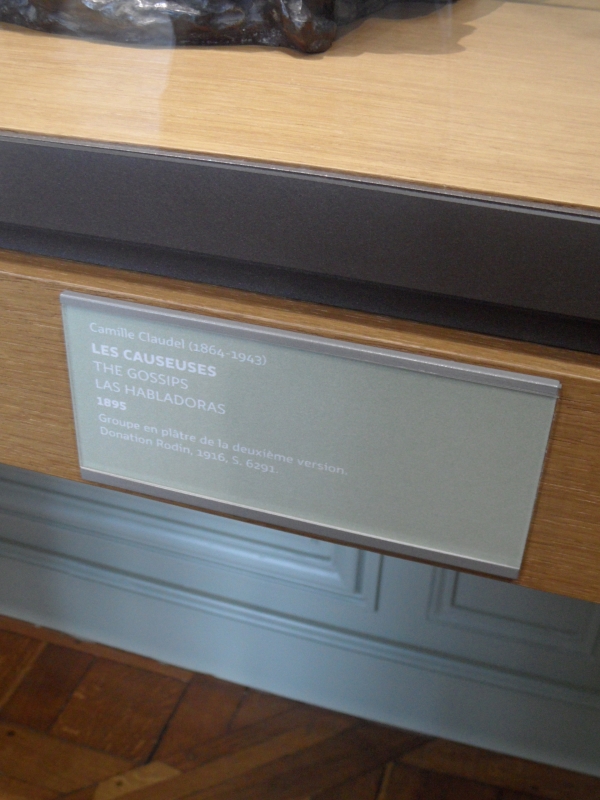 Camille Claudel (1864-1943)
LES CAUSEUSES
THE GOSSIPS
LAS HABLADORAS
1895
Groupe en plâtre de la deuxième version.
Donation Rodin, 1916, S. 6291.